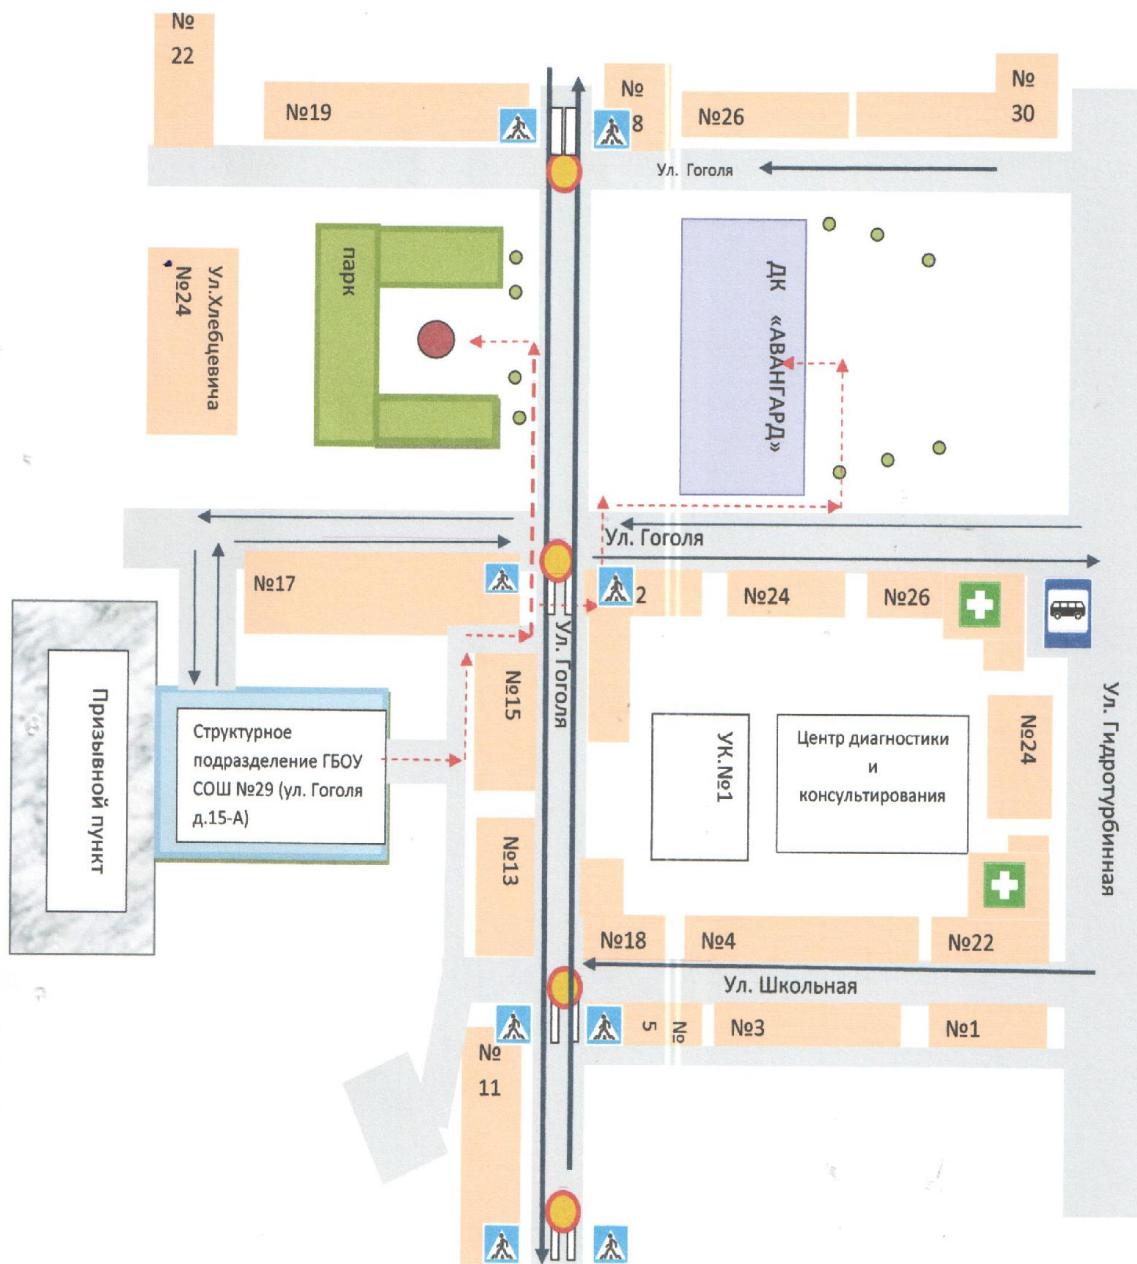 №
22
№19
№
8
№26
№
30
Ул. Гоголя
парк
Ул.Хлебцевича
№24
ДК «АВАНГАРД»
Ул. Гоголя
№17
2
№24
№26
Ул. Гоголя
№15
Призывной пункт
Структурное
подразделение ГБОУ
СОШ №29 (ул. Гоголя
д.15-А)
УК.№1
Центр диагностики
и
консультирования
№24
Ул. Гидротурбинная
№13
№18
№4
№22
Ул. Школьная
№
5
№3
№1
№
11